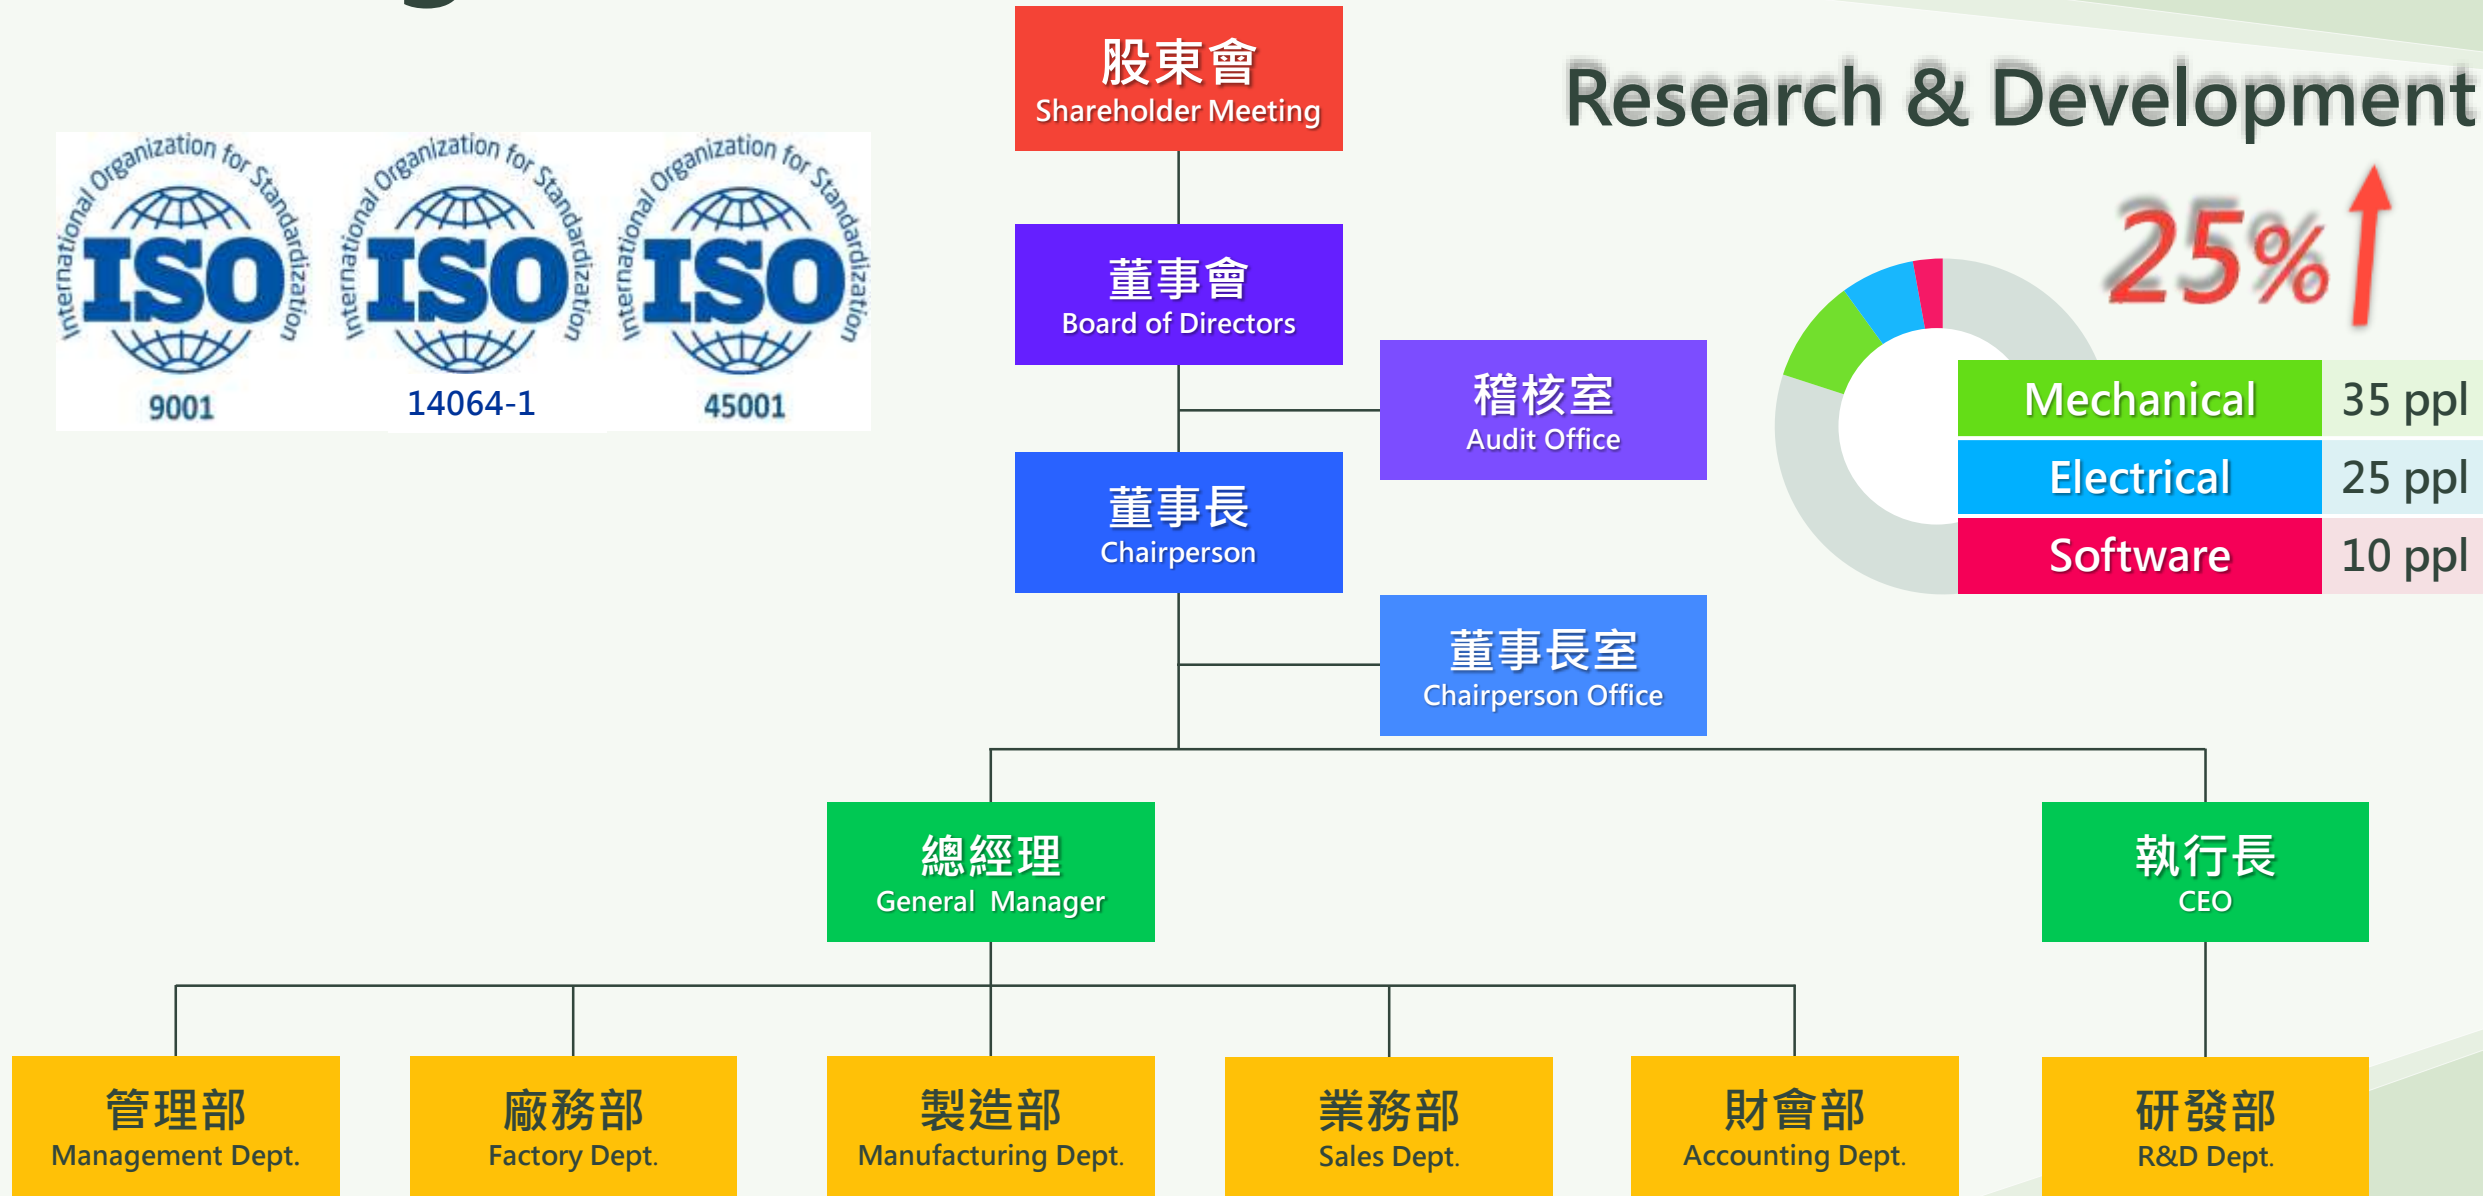 International Organization for Standardization
ISO
9001
International Organization for Standardization
ISO
14064-1
International Organization for Standardization
ISO
45001
股東會
Shareholder Meeting
Research & Development
25%
Mechanical 35 ppl
Electrical 25 ppl
Software 10 ppl
董事會
Board of Directors
稽核室
Audit Office
董事長
Chairperson
董事長室
Chairperson Office
總經理
General Manager
執行長
CEO
管理部
Management Dept.
廠務部
Factory Dept.
製造部
Manufacturing Dept.
業務部
Sales Dept.
財會部
Accounting Dept.
研發部
R&D Dept.